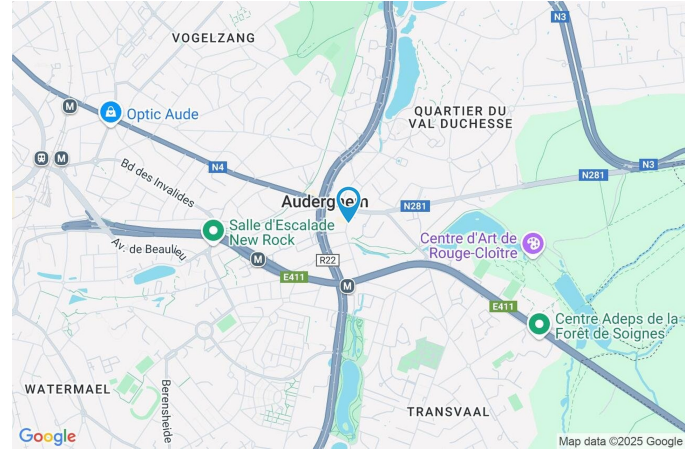 N3
VOGELZANG
M
Optic Aude
QUARTIER DU
VAL DUCHESSE
M
Bd des Invalides
N4
N3
N281
Auderghem
N281
Salle d'Escalade
New Rock
Av. de Beaulieu
Centre d'Art de
Rouge-Cloître
M
R22
E411
M
E411
Centre Adeps de la
Forêt de Soignes
WATERMAEL
Berensheide
TRANSVAAL
Google
Map data ©2025 Google